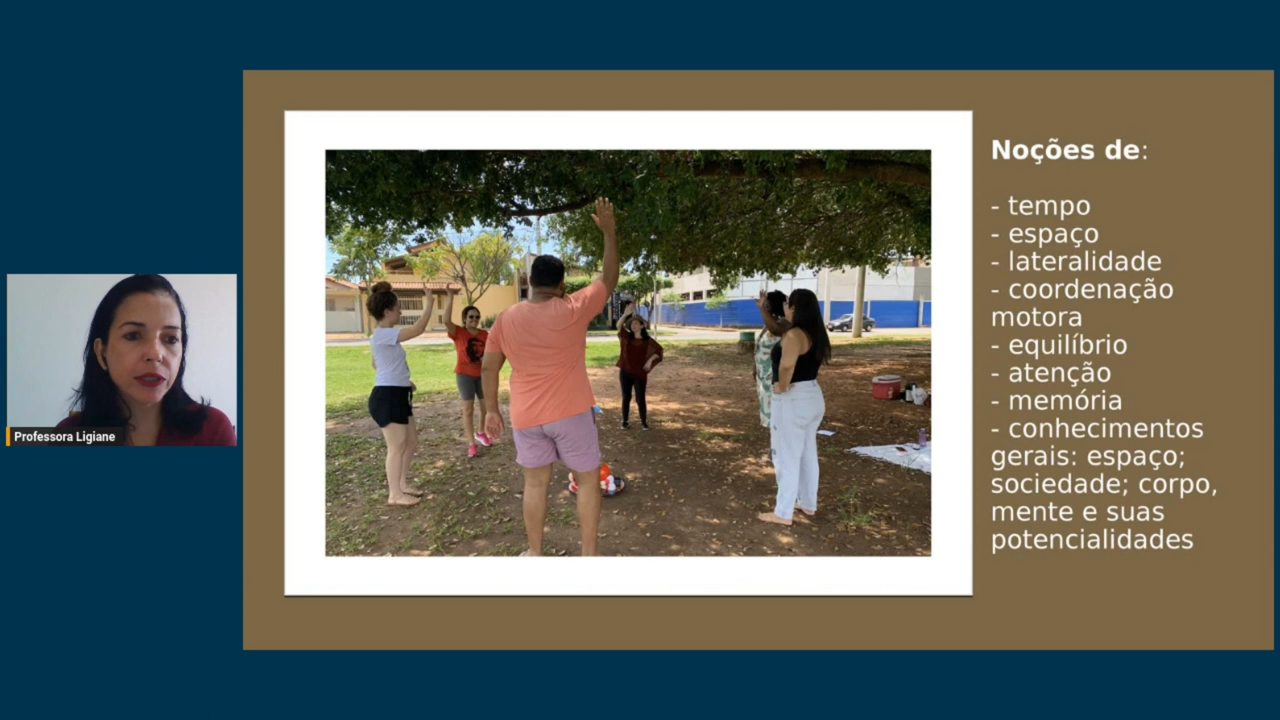 Noções de:
- tempo
- espaço
- lateralidade
- coordenação
motora
- equilíbrio
- atenção
- memória
- conhecimentos
gerais: espaço;
sociedade; corpo,
mente e suas
potencialidades
Professora Ligiane